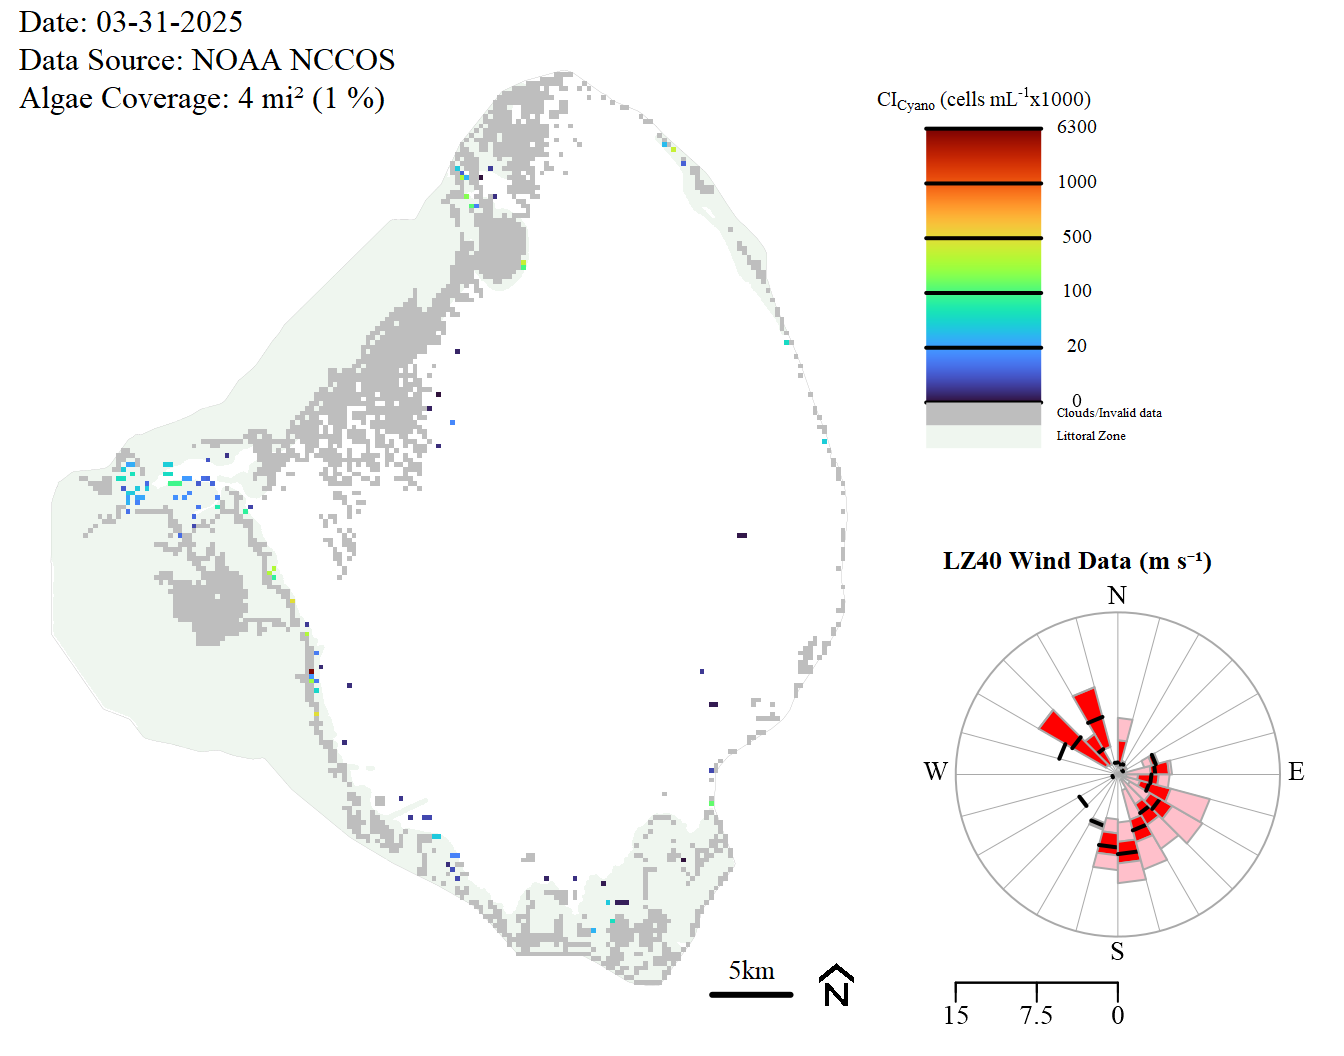 Date: 03-31-2025
Data Source: NOAA NCCOS
Algae Coverage: 4 mi² (1 %)
CI_Cyano (cells mL⁻¹x1000)
6300
1000
500
100
20
0
Clouds/Invalid data
Littoral Zone
LZ40 Wind Data (m s⁻¹)
N
W
E
S
5km
N
15 7.5 0